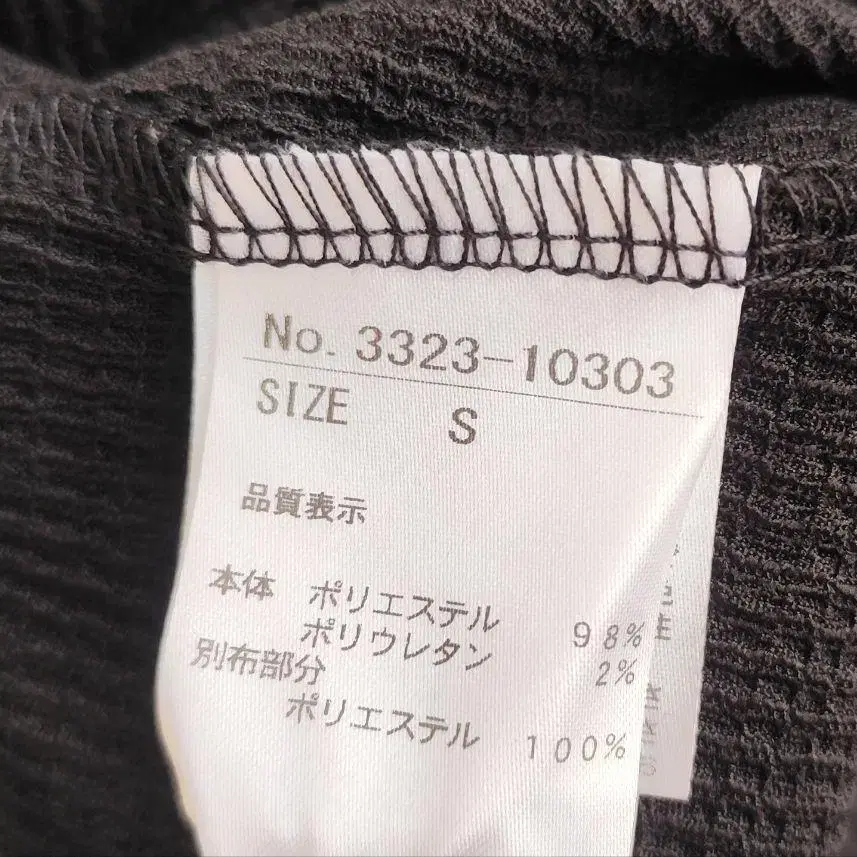 No. 3323-10303
SIZE S
品質表示
本体 ポリエステル 98%
ポリウレタン 2%
別布部分
ポリエステル 100%